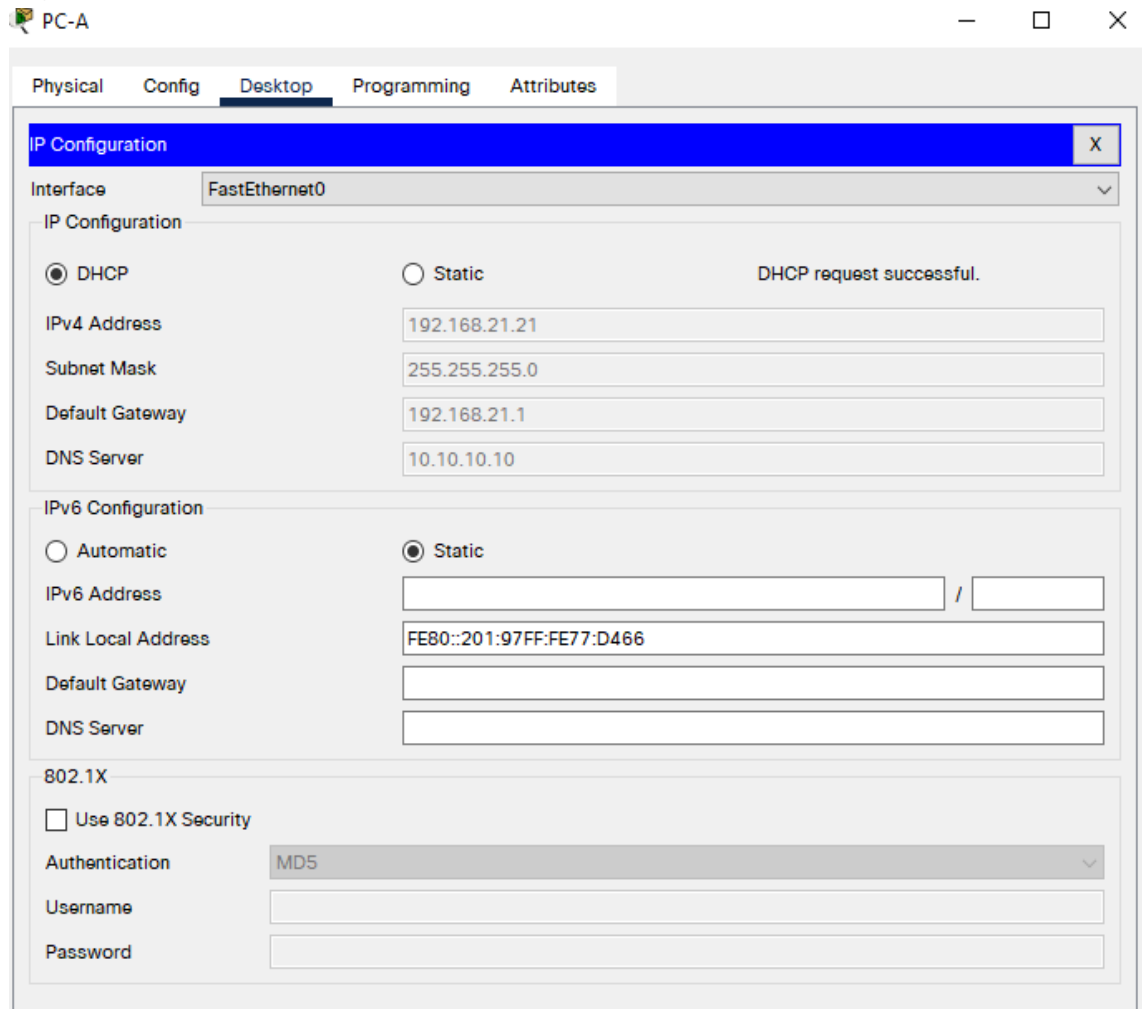 PC-A
Physical Config Desktop Programming Attributes
IP Configuration X
Interface FastEthernet0
IP Configuration
DHCP Static DHCP request successful.
IPv4 Address 192.168.21.21
Subnet Mask 255.255.255.0
Default Gateway 192.168.21.1
DNS Server 10.10.10.10
IPv6 Configuration
Automatic Static
IPv6 Address /
Link Local Address FE80::201:97FF:FE77:D466
Default Gateway
DNS Server
802.1X
Use 802.1X Security
Authentication MD5
Username
Password